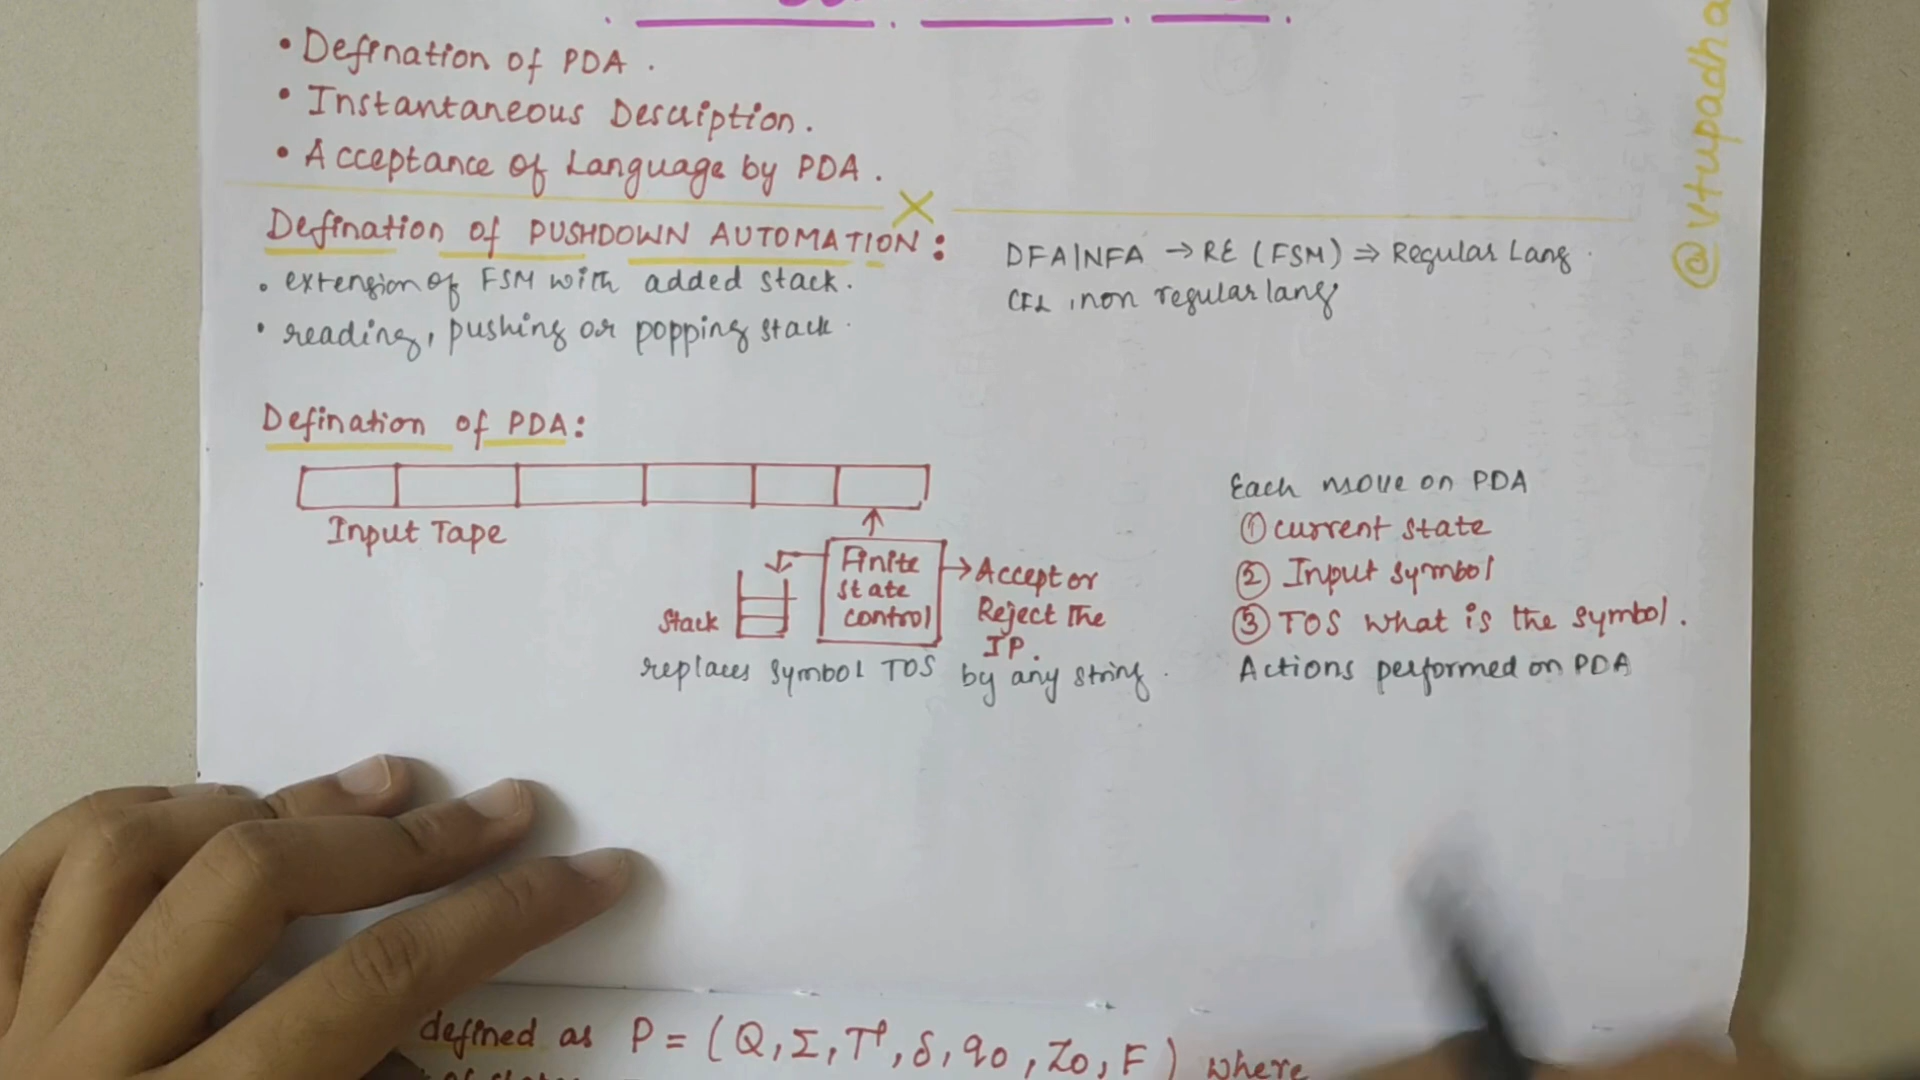 • Defination of PDA .
• Instantaneous Description .
• Acceptance of Language by PDA .
Defination of PUSHDOWN AUTOMATION :
• extension of FSM with added stack .
• reading, pushing or popping stack .
DFA|NFA → RE (FSM) ⇒ Regular Lang .
CFL , non regular lang
Defination of PDA :
Input Tape
Finite
state
control
Stack
→ Accept or
Reject the
IP .
replaces symbol TOS by any string .
Each move on PDA
① current state
② Input symbol
③ TOS what is the symbol .
Actions performed on PDA
defined as P = ( Q, Σ, Γ, δ, q0, Z0, F ) where
@vtupadha